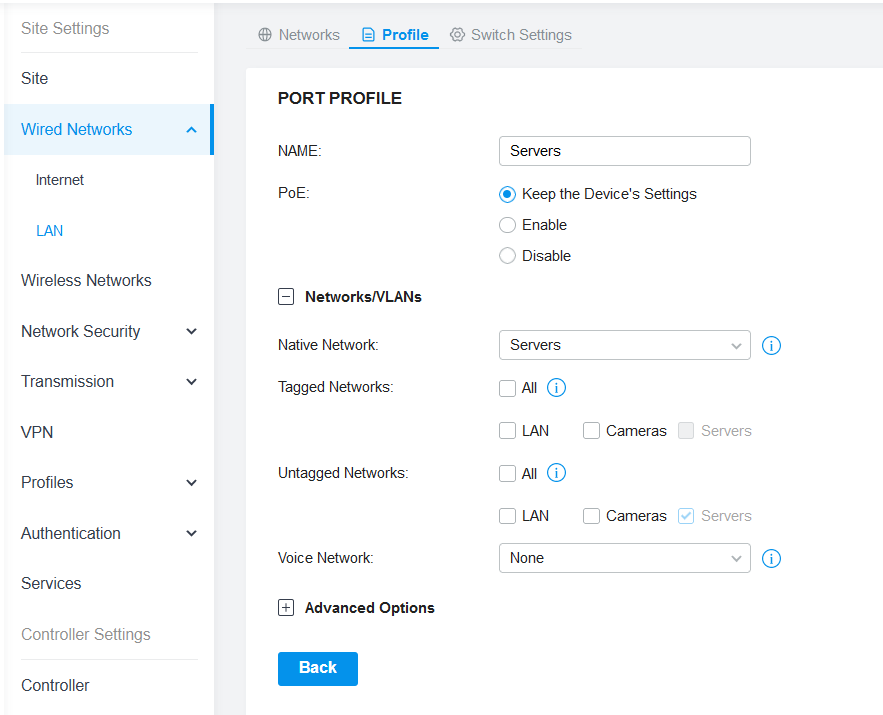 Site Settings
Site
Wired Networks
Internet
LAN
Wireless Networks
Network Security
Transmission
VPN
Profiles
Authentication
Services
Controller Settings
Controller
Networks Profile Switch Settings
PORT PROFILE
NAME: Servers
PoE: Keep the Device's Settings
Enable
Disable
Networks/VLANs
Native Network: Servers
Tagged Networks: All
LAN Cameras Servers
Untagged Networks: All
LAN Cameras Servers
Voice Network: None
Advanced Options
Back